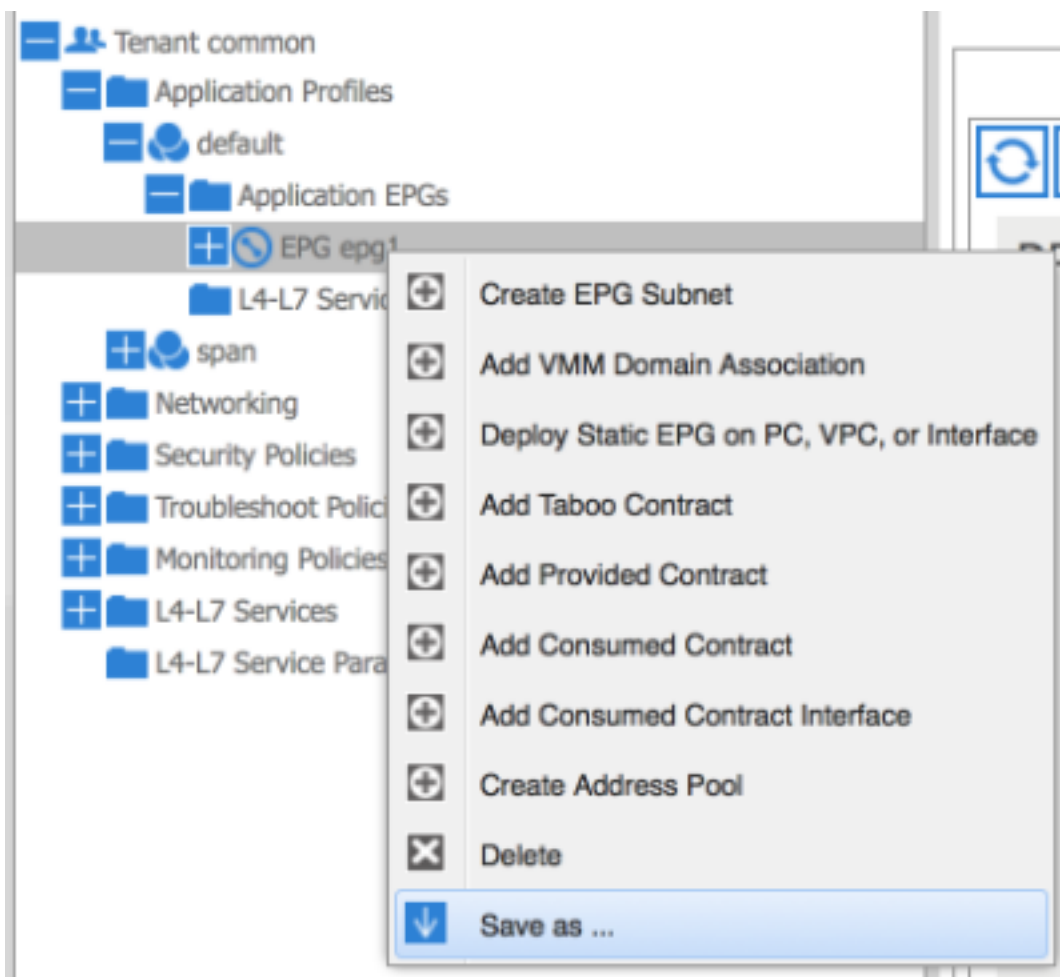 Tenant common
Application Profiles
default
Application EPGs
EPG epg1
L4-L7 Servic
span
Networking
Security Policies
Troubleshoot Polici
Monitoring Policies
L4-L7 Services
L4-L7 Service Para
Create EPG Subnet
Add VMM Domain Association
Deploy Static EPG on PC, VPC, or Interface
Add Taboo Contract
Add Provided Contract
Add Consumed Contract
Add Consumed Contract Interface
Create Address Pool
Delete
Save as ...